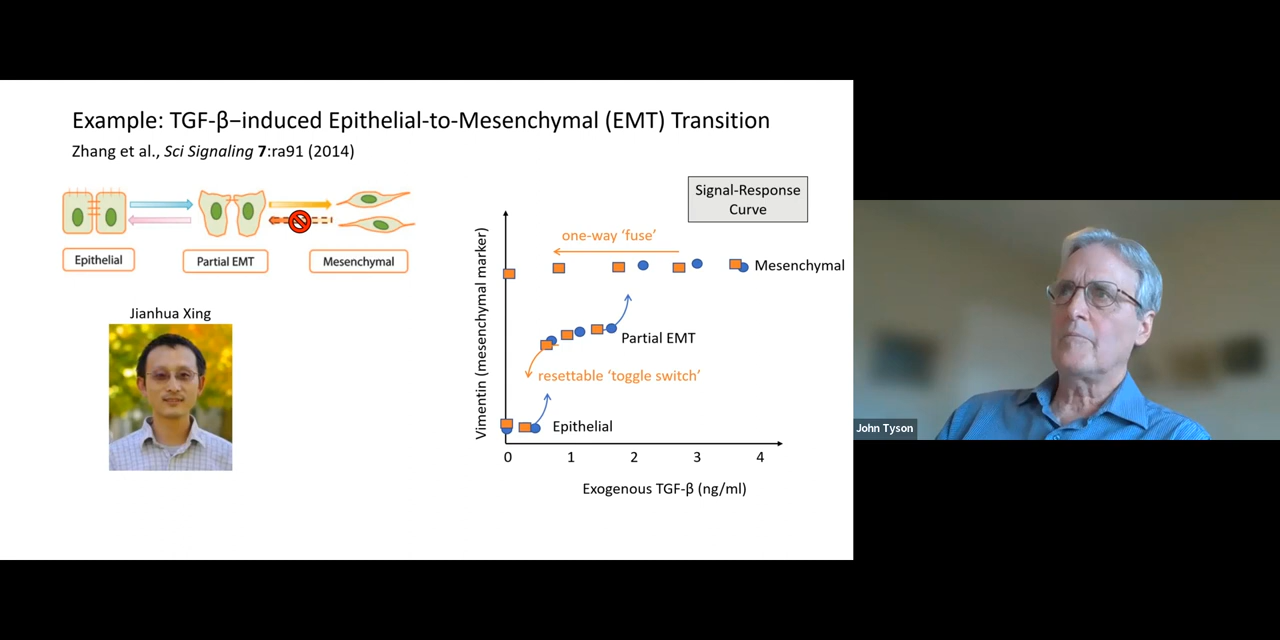 Example: TGF-β−induced Epithelial-to-Mesenchymal (EMT) Transition
Zhang et al., Sci Signaling 7:ra91 (2014)
Epithelial
Partial EMT
Mesenchymal
Jianhua Xing
Signal-Response
Curve
one-way ‘fuse’
Mesenchymal
Partial EMT
resettable ‘toggle switch’
Epithelial
Vimentin (mesenchymal marker)
0 1 2 3 4
Exogenous TGF-β (ng/ml)
John Tyson